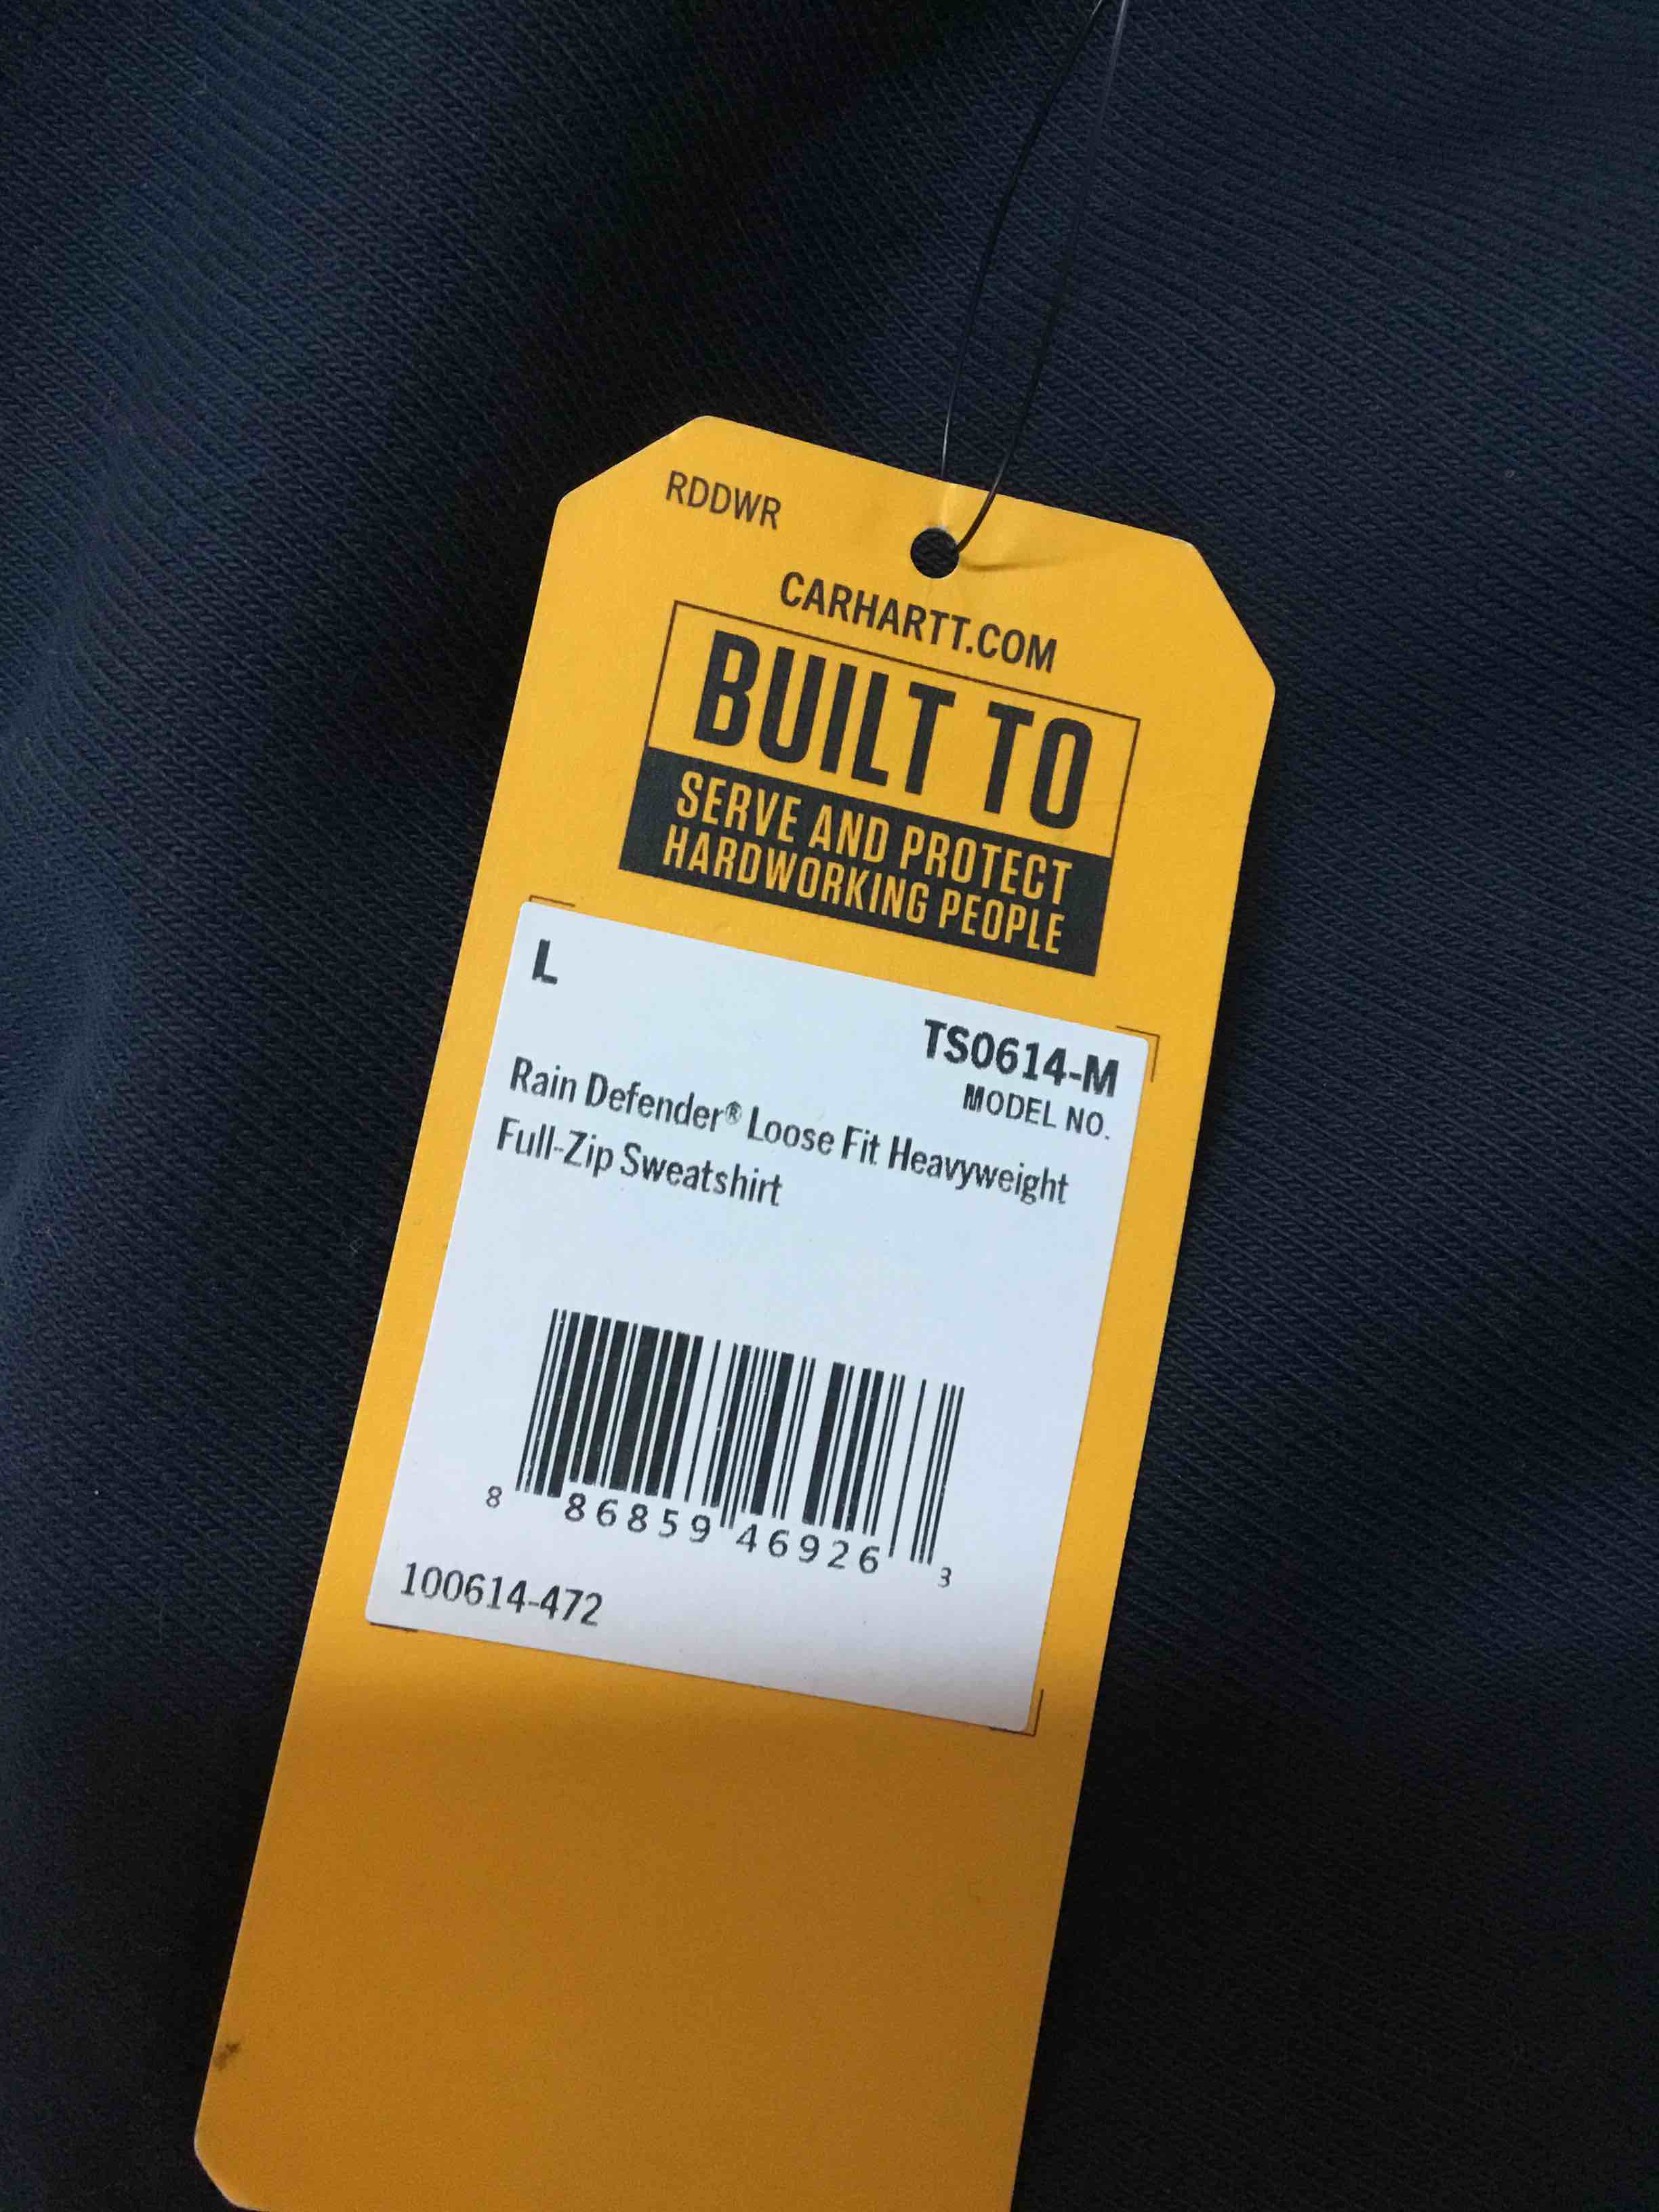 RDDWR
CARHARTT.COM
BUILT TO
SERVE AND PROTECT
HARDWORKING PEOPLE
L
TS0614-M
MODEL NO.
Rain Defender® Loose Fit Heavyweight
Full-Zip Sweatshirt
8 86859 46926 3
100614-472